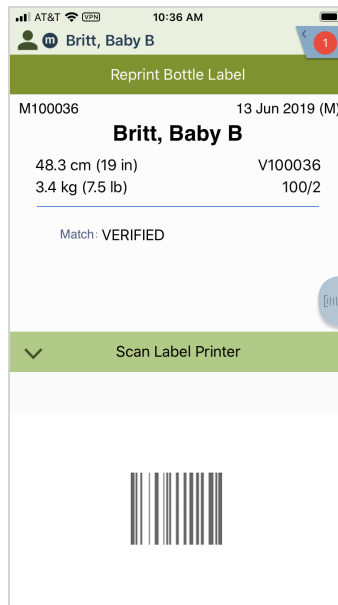 AT&T VPN 10:36 AM
m Britt, Baby B 1
Reprint Bottle Label
M100036 13 Jun 2019 (M)
Britt, Baby B
48.3 cm (19 in) V100036
3.4 kg (7.5 lb) 100/2
Match: VERIFIED
Scan Label Printer